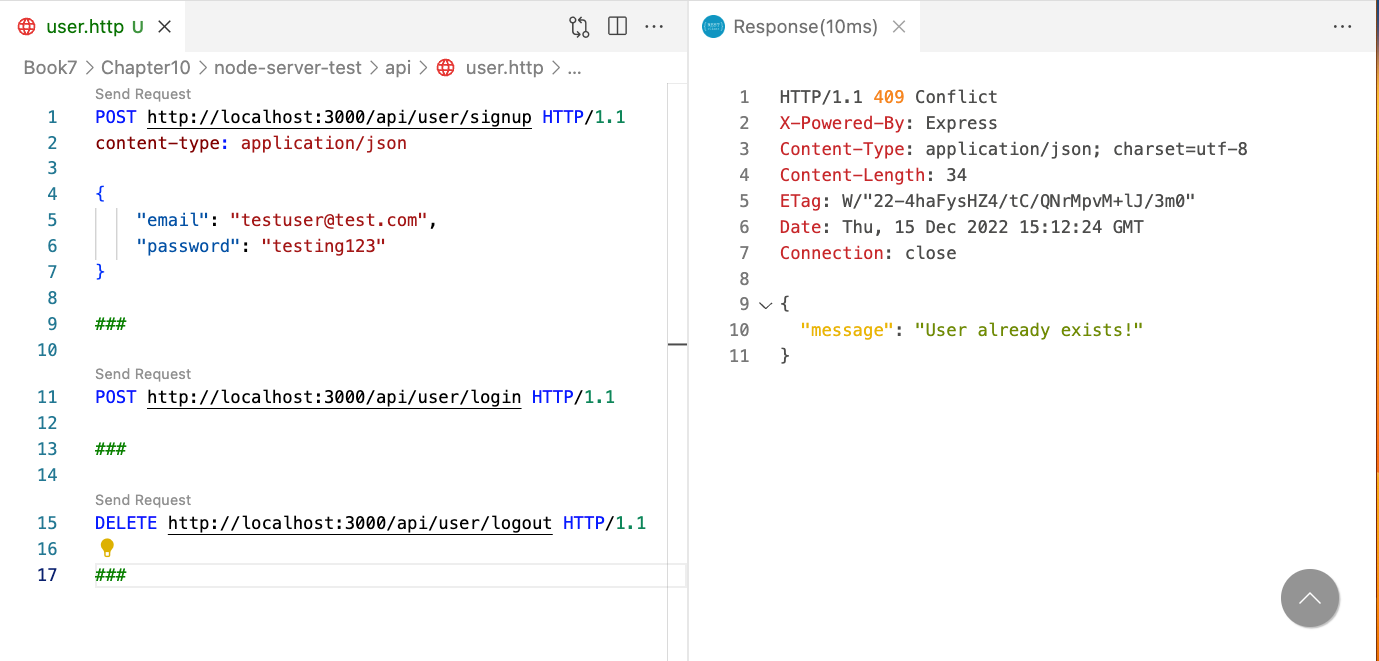 user.http U
Book7 > Chapter10 > node-server-test > api > user.http > ...
Send Request
1 POST http://localhost:3000/api/user/signup HTTP/1.1
2 content-type: application/json
3
4 {
5 "email": "testuser@test.com",
6 "password": "testing123"
7 }
8
9 ###
10
Send Request
11 POST http://localhost:3000/api/user/login HTTP/1.1
12
13 ###
14
Send Request
15 DELETE http://localhost:3000/api/user/logout HTTP/1.1
16
17 ###
Response(10ms)
1 HTTP/1.1 409 Conflict
2 X-Powered-By: Express
3 Content-Type: application/json; charset=utf-8
4 Content-Length: 34
5 ETag: W/"22-4haFysHZ4/tC/QNrMpvM+lJ/3m0"
6 Date: Thu, 15 Dec 2022 15:12:24 GMT
7 Connection: close
8
9 {
10 "message": "User already exists!"
11 }